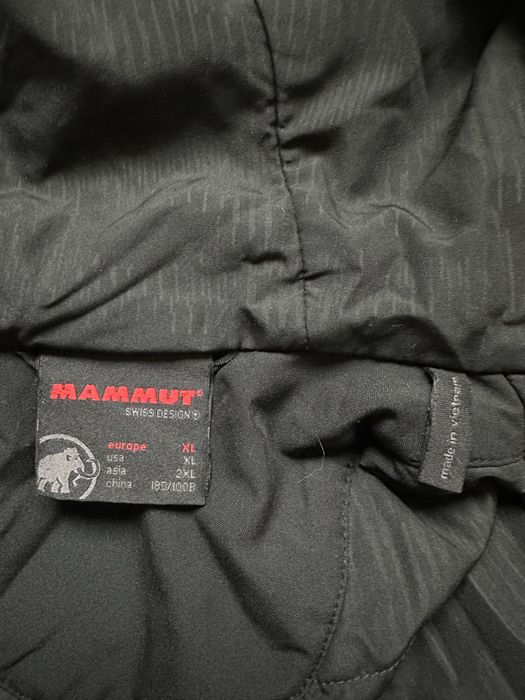 MAMMUT®
SWISS DESIGN
europe XL
usa XL
asia 2XL
china 185/100B
made in vietnam